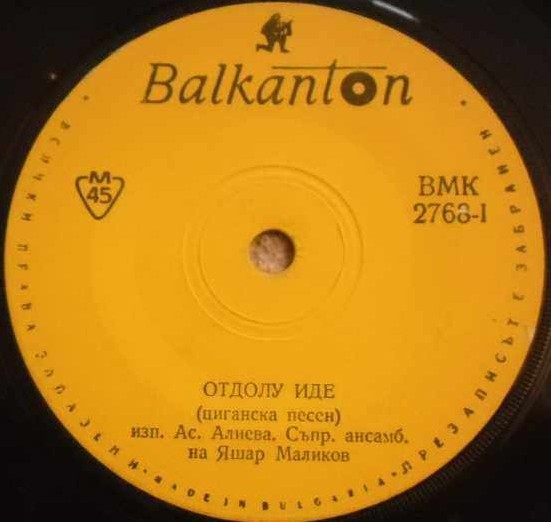 Balkanton
М
45
ВМК
2763-I
ОТДОЛУ ИДЕ
(циганска песен)
изп. Ас. Алиева. Съпр. ансамб.
на Яшар Маликов
ВСИЧКИ ПРАВА ЗАПАЗЕНИ · MADE IN BULGARIA · ПРЕЗАПИСЪТ Е ЗАБРАНЕН